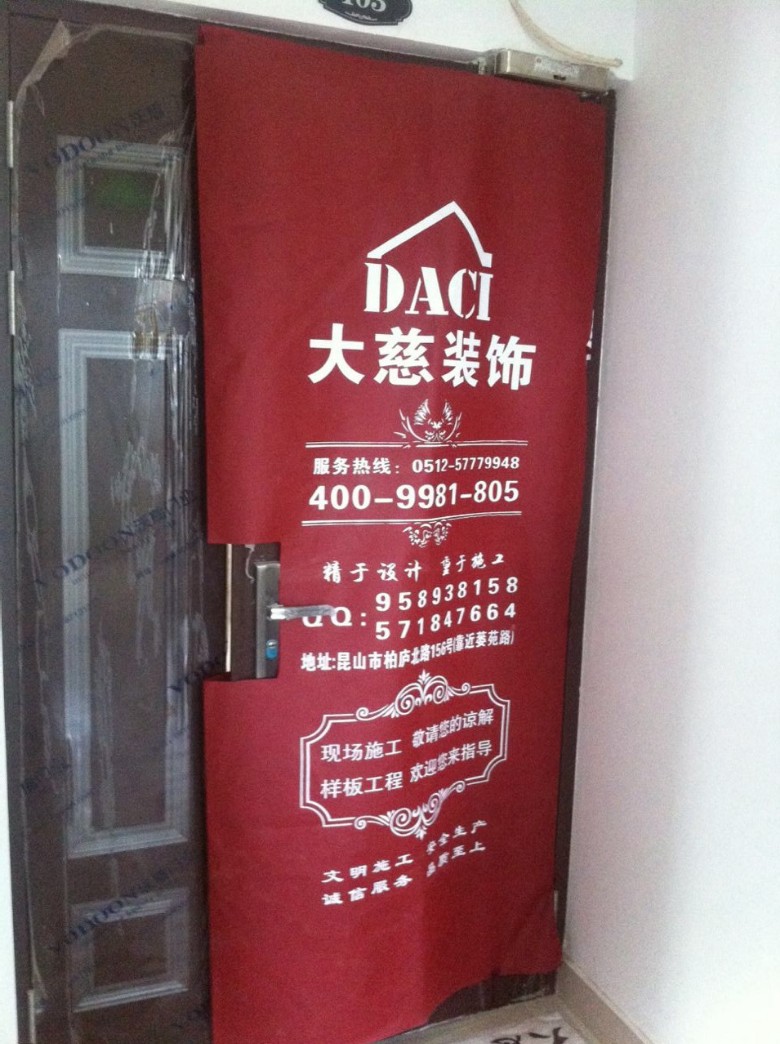 103
YODOON
DACI
大慈装饰
服务热线：0512-57779948
400-9981-805
精于设计 重于施工
QQ：958938158
571847664
地址:昆山市柏庐北路156号(靠近葵苑路)
现场施工 敬请您的谅解
样板工程 欢迎您来指导
文明施工 安全生产
诚信服务 品质至上